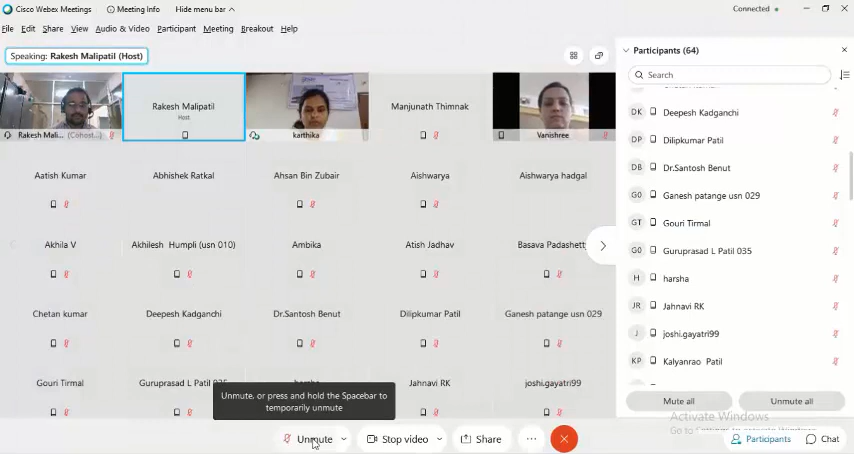 Cisco Webex Meetings
Meeting Info
Hide menu bar
Connected
File Edit Share View Audio & Video Participant Meeting Breakout Help
Speaking: Rakesh Malipatil (Host)
Rakesh Mali... (Cohost...)
Rakesh Malipatil
Host
karthika
Manjunath Thimnak
Vanishree
Aatish Kumar
Abhishek Ratkal
Ahsan Bin Zubair
Aishwarya
Aishwarya hadgal
Akhila V
Akhilesh Humpli (usn 010)
Ambika
Atish Jadhav
Basava Padashett
Chetan kumar
Deepesh Kadganchi
Dr.Santosh Benut
Dilipkumar Patil
Ganesh patange usn 029
Gouri Tirmal
Guruprasad L Patil
Jahnavi RK
joshi.gayatri99
Unmute, or press and hold the Spacebar to
temporarily unmute
Unmute
Stop video
Share
Participants (64)
Search
DK Deepesh Kadganchi
DP Dilipkumar Patil
DB Dr.Santosh Benut
G0 Ganesh patange usn 029
GT Gouri Tirmal
G0 Guruprasad L Patil 035
H harsha
JR Jahnavi RK
J joshi.gayatri99
KP Kalyanrao Patil
Mute all
Unmute all
Activate Windows
Participants
Chat